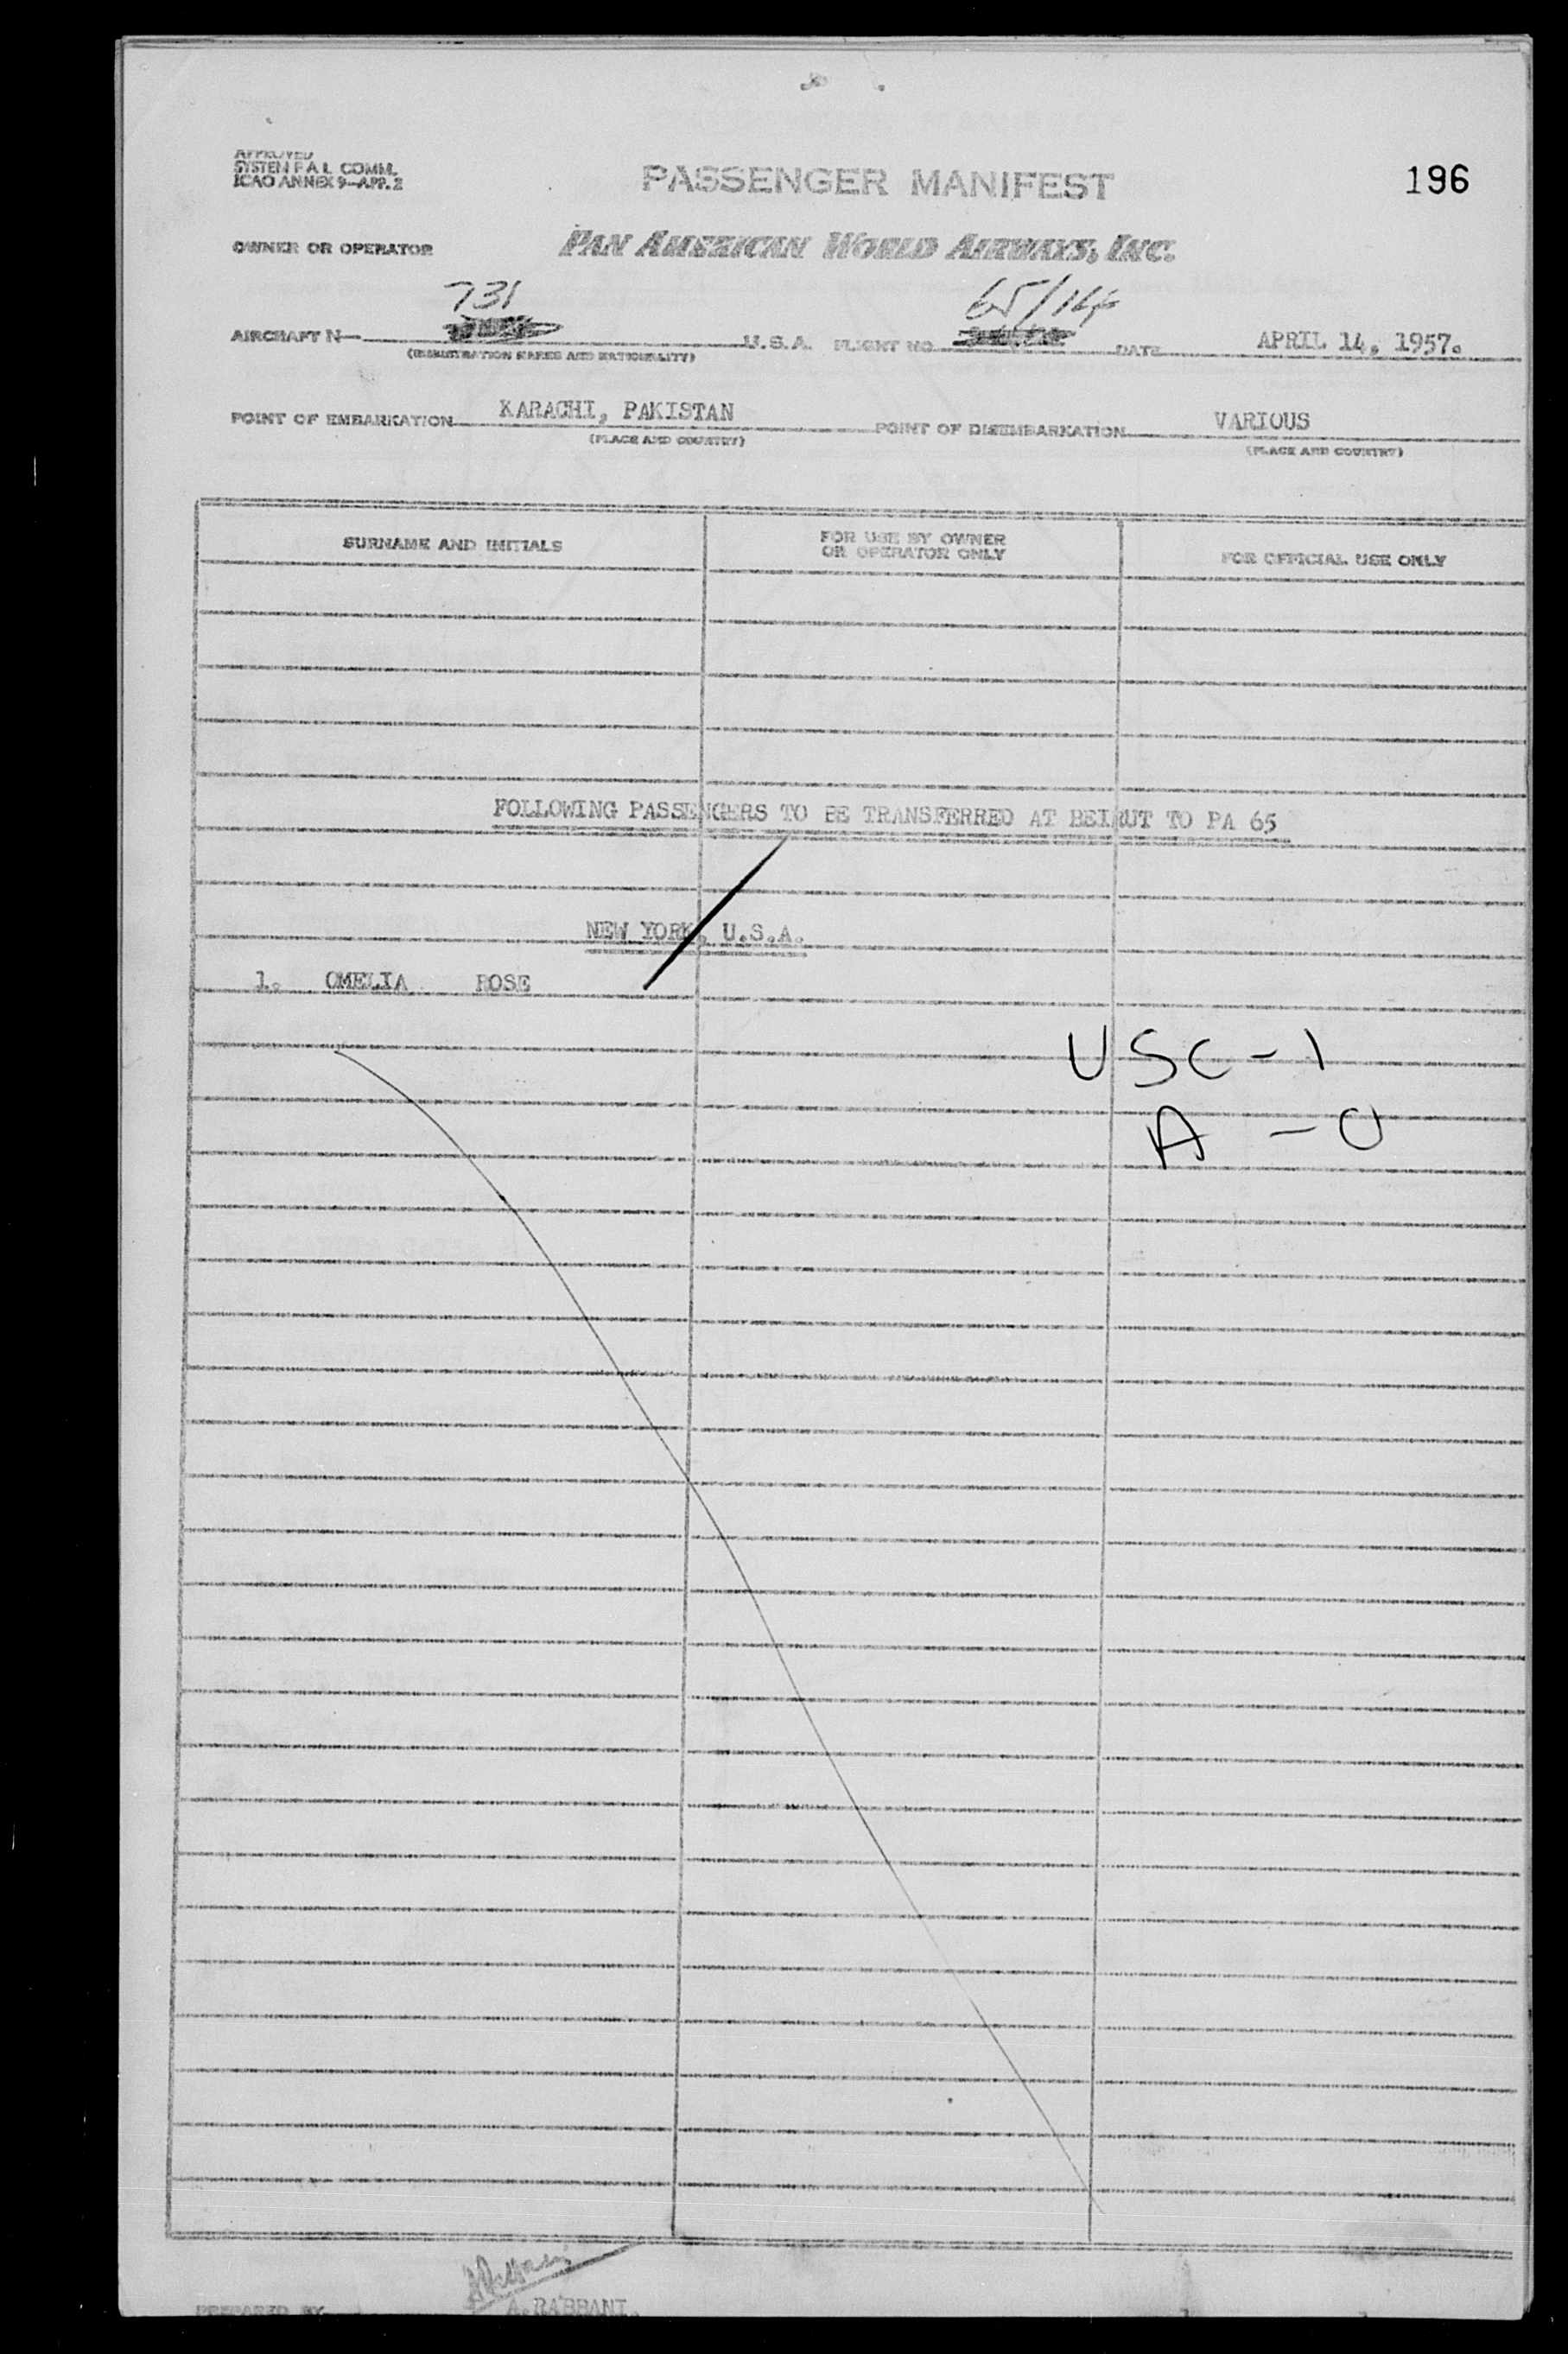 APPROVED
SYSTEM F A L COMM.
ICAO ANNEX 9—APP. 2
PASSENGER MANIFEST
196
OWNER OR OPERATOR
PAN AMERICAN WORLD AIRWAYS, INC.
731
65/14
AIRCRAFT N— U.S.A. FLIGHT NO. DATE APRIL 14, 1957.
(REGISTRATION MARKS AND NATIONALITY)
POINT OF EMBARKATION KARACHI, PAKISTAN POINT OF DISEMBARKATION VARIOUS
(PLACE AND COUNTRY) (PLACE AND COUNTRY)
SURNAME AND INITIALS
FOR USE BY OWNER
OR OPERATOR ONLY
FOR OFFICIAL USE ONLY
FOLLOWING PASSENGERS TO BE TRANSFERRED AT BEIRUT TO PA 65
NEW YORK, U.S.A.
1. OMELIA ROSE
USC - 1
A - 0
PREPARED BY A. RABBANI.